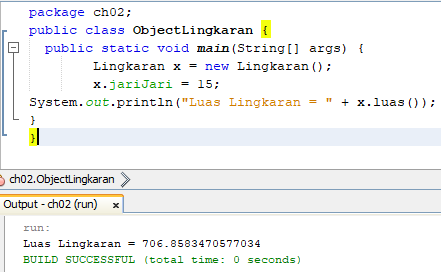 package ch02;
public class ObjectLingkaran {
public static void main(String[] args) {
Lingkaran x = new Lingkaran();
x.jariJari = 15;
System.out.println("Luas Lingkaran = " + x.luas());
}
}
ch02.ObjectLingkaran
Output - ch02 (run) ×
run:
Luas Lingkaran = 706.8583470577034
BUILD SUCCESSFUL (total time: 0 seconds)